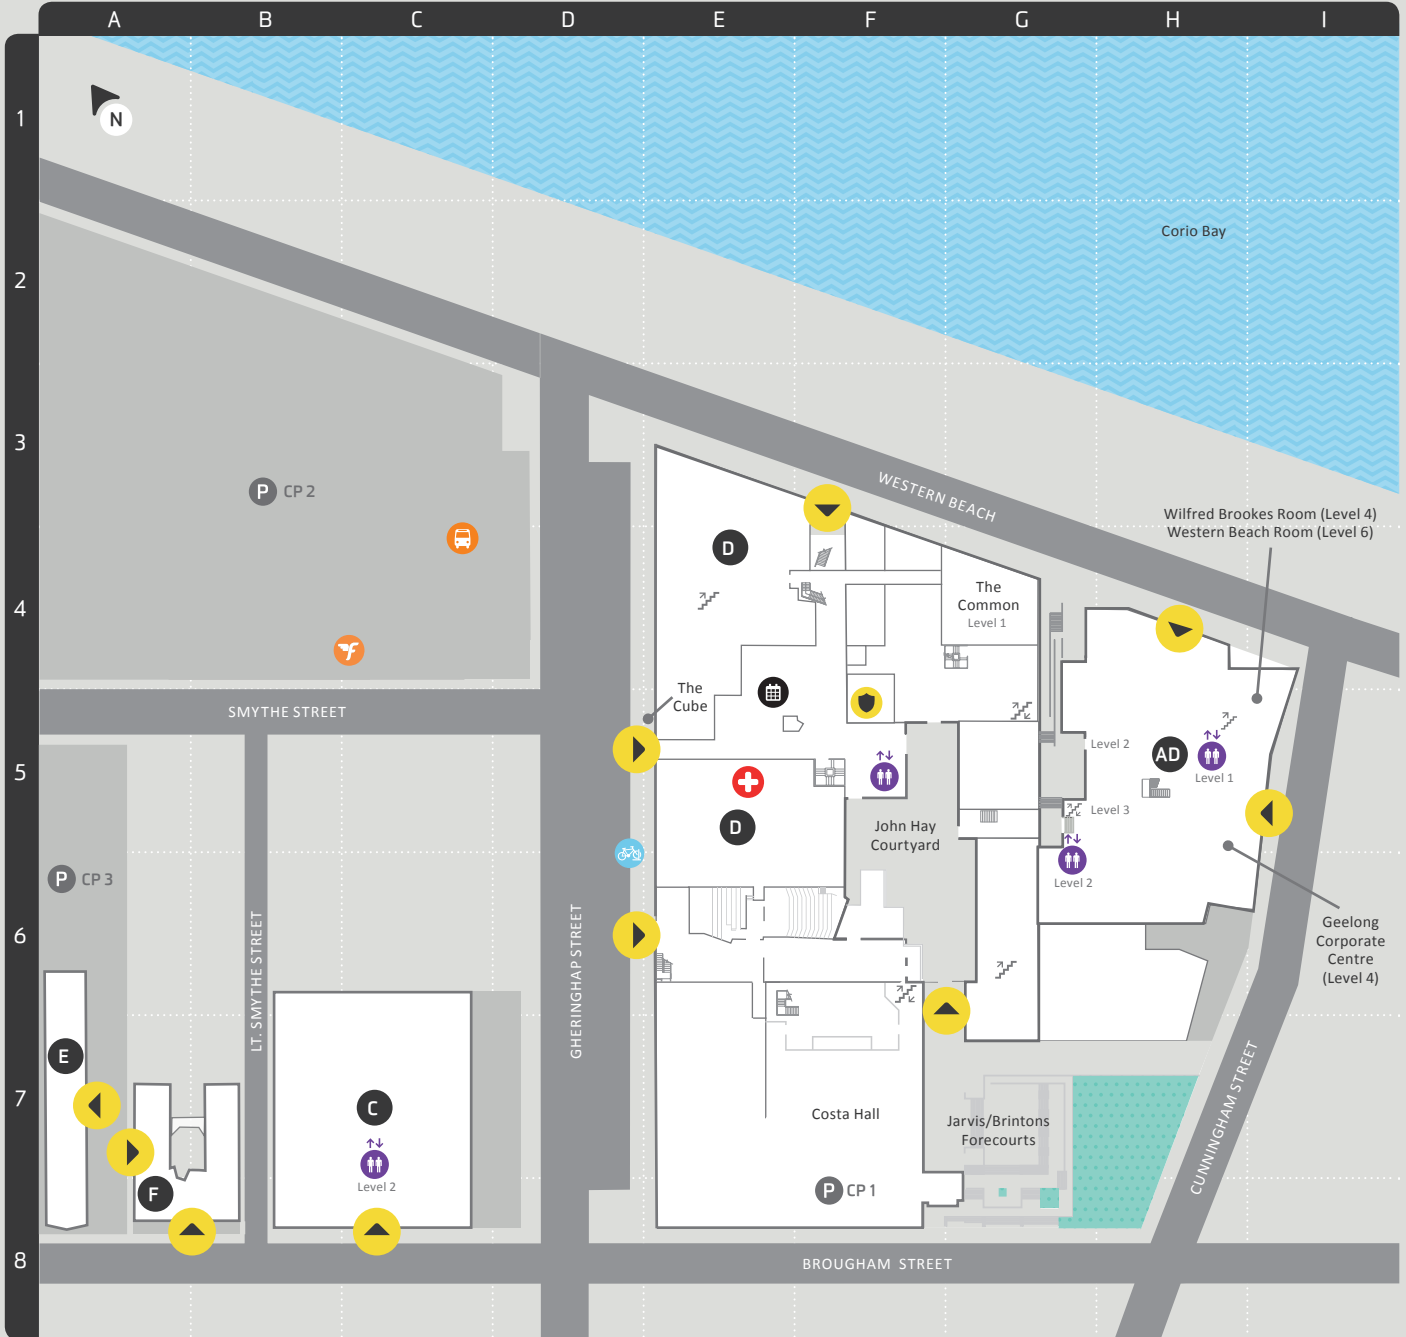 A B C D E F G H I
1
N
Corio Bay
2
3
P CP 2
WESTERN BEACH
Wilfred Brookes Room (Level 4)
Western Beach Room (Level 6)
D
4
The
Common
Level 1
The
Cube
SMYTHE STREET
5
Level 2
AD
Level 1
Level 3
D
John Hay
Courtyard
P CP 3
Level 2
6
LT. SMYTHE STREET
GHERINGHAP STREET
Geelong
Corporate
Centre
(Level 4)
E
7
C
Costa Hall
Jarvis/Brintons
Forecourts
CUNNINGHAM STREET
Level 2
F
P CP 1
8
BROUGHAM STREET